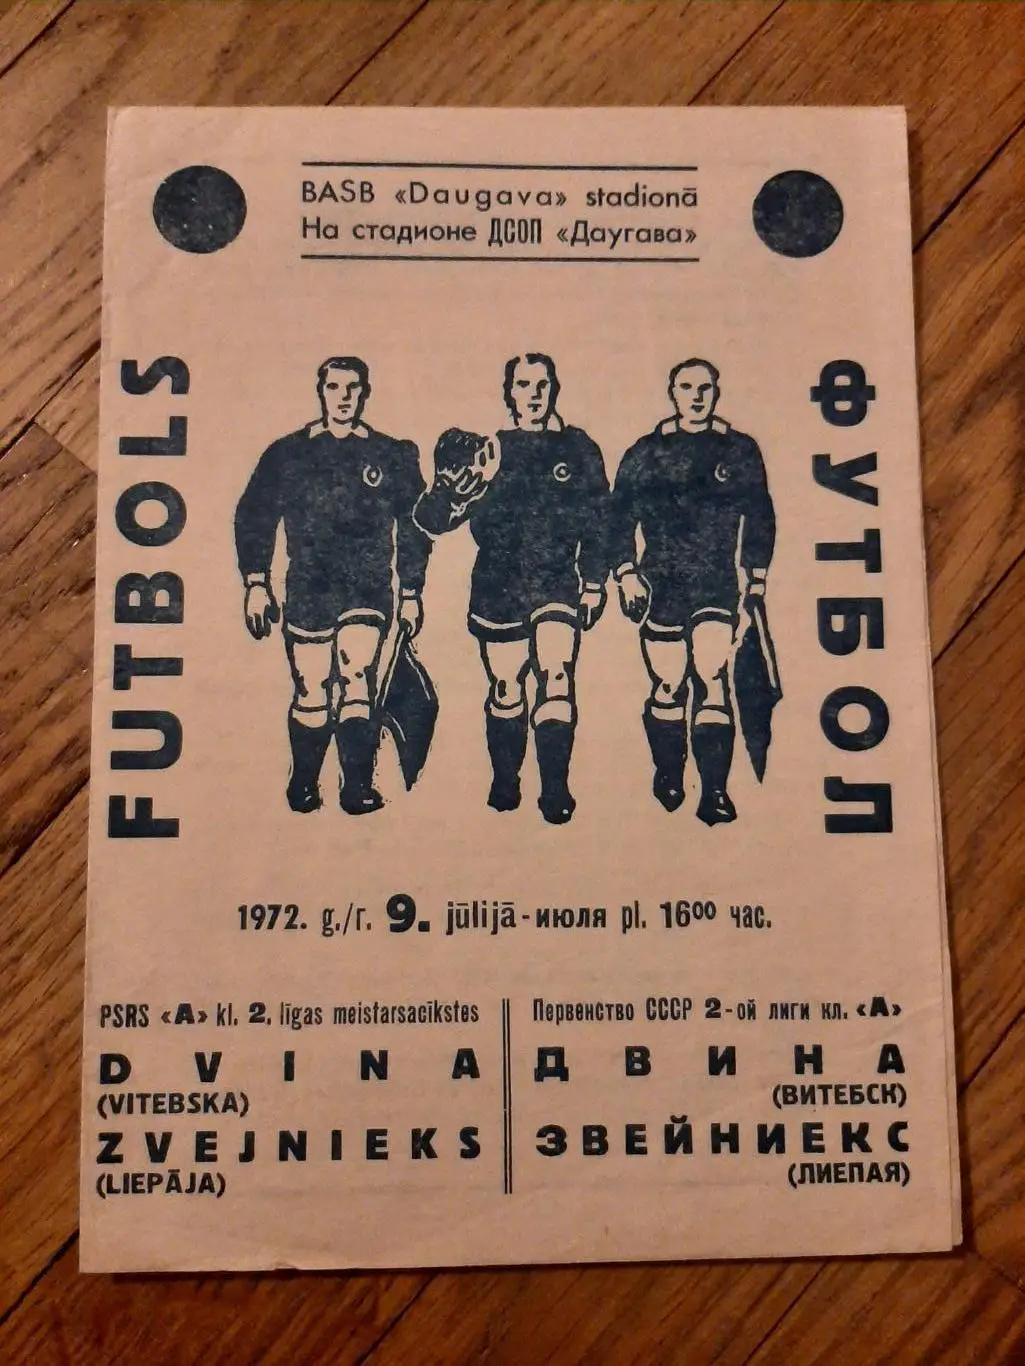 BASB «Daugava» stadionā
На стадионе ДСОП «Даугава»
FUTBOLS
ФУТБОЛ
1972. g./г. 9. jūlijā-июля pl. 16⁰⁰ час.
PSRS «A» kl. 2. līgas meistarsacīkstes
DVINA
(VITEBSKA)
ZVEJNIEKS
(LIEPĀJA)
Первенство СССР 2-ой лиги кл. «А»
ДВИНА
(ВИТЕБСК)
ЗВЕЙНИЕКС
(ЛИЕПАЯ)